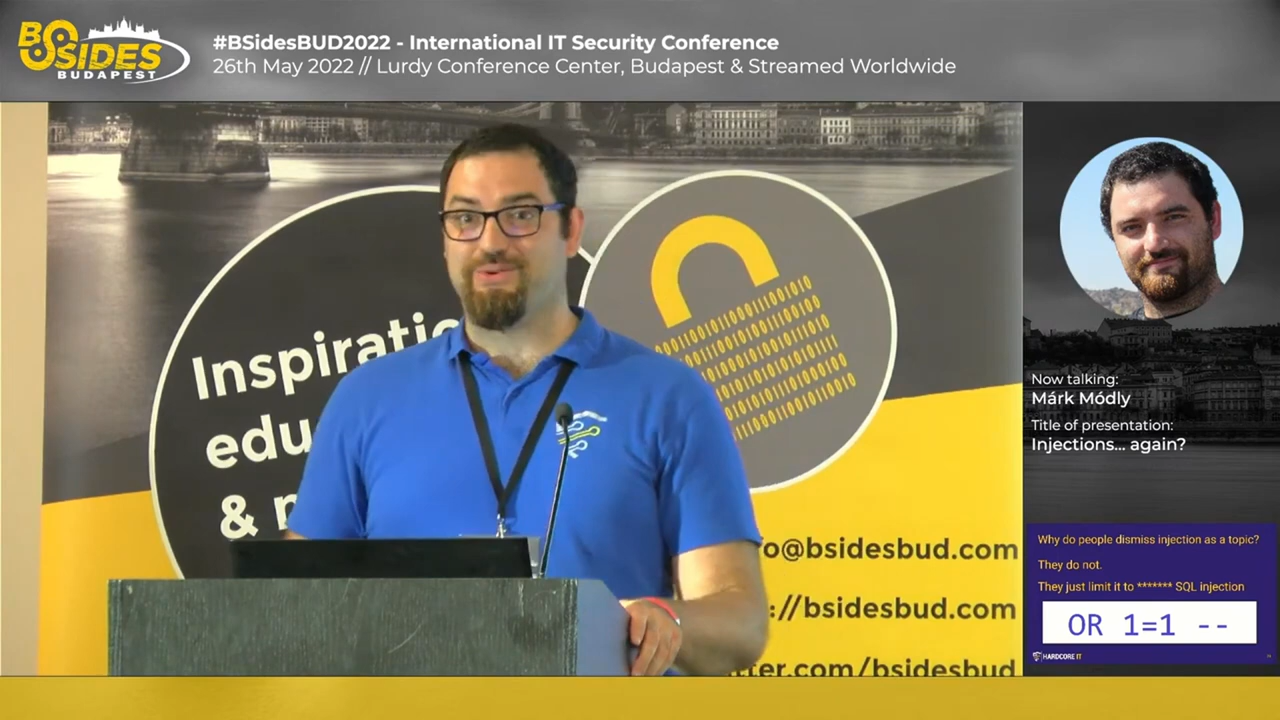 BSIDES
BUDAPEST
#BSidesBUD2022 - International IT Security Conference
26th May 2022 // Lurdy Conference Center, Budapest & Streamed Worldwide
Inspiratio
edu
&
fo@bsidesbud.com
://bsidesbud.com
tter.com/bsidesbud
Now talking:
Márk Módly
Title of presentation:
Injections... again?
Why do people dismiss injection as a topic?
They do not.
They just limit it to ******* SQL injection
OR 1=1 --
HARDCORE IT